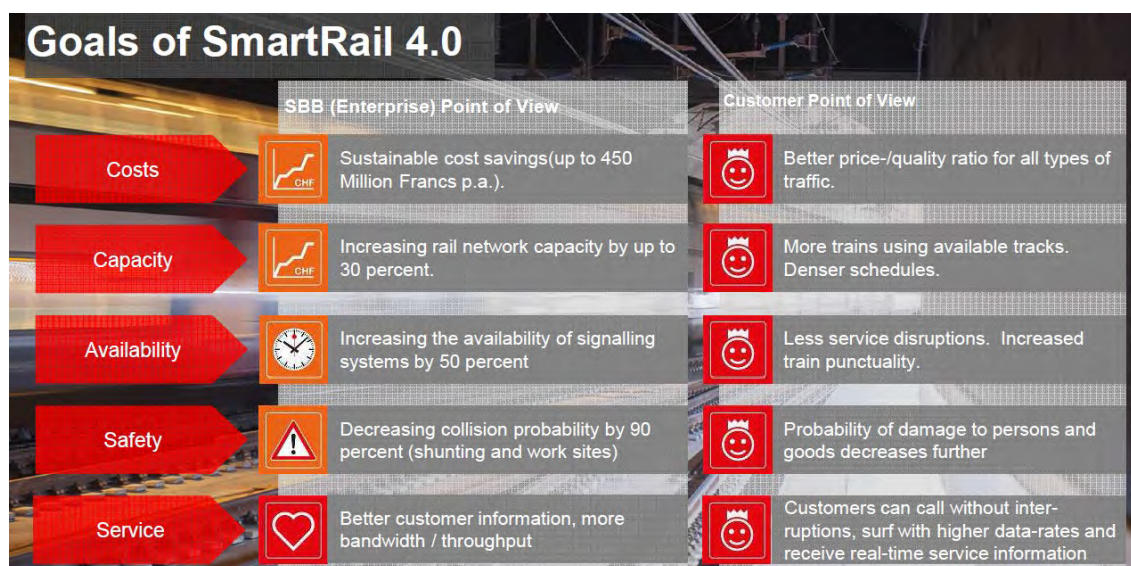 Goals of SmartRail 4.0
SBB (Enterprise) Point of View
Customer Point of View
Costs
Sustainable cost savings(up to 450
Million Francs p.a.).
CHF
Better price-/quality ratio for all types of
traffic.
Capacity
Increasing rail network capacity by up to
30 percent.
CHF
More trains using available tracks.
Denser schedules.
Availability
Increasing the availability of signalling
systems by 50 percent
Less service disruptions. Increased
train punctuality.
Safety
Decreasing collision probability by 90
percent (shunting and work sites)
Probability of damage to persons and
goods decreases further
Service
Better customer information, more
bandwidth / throughput
Customers can call without inter-
ruptions, surf with higher data-rates and
receive real-time service information